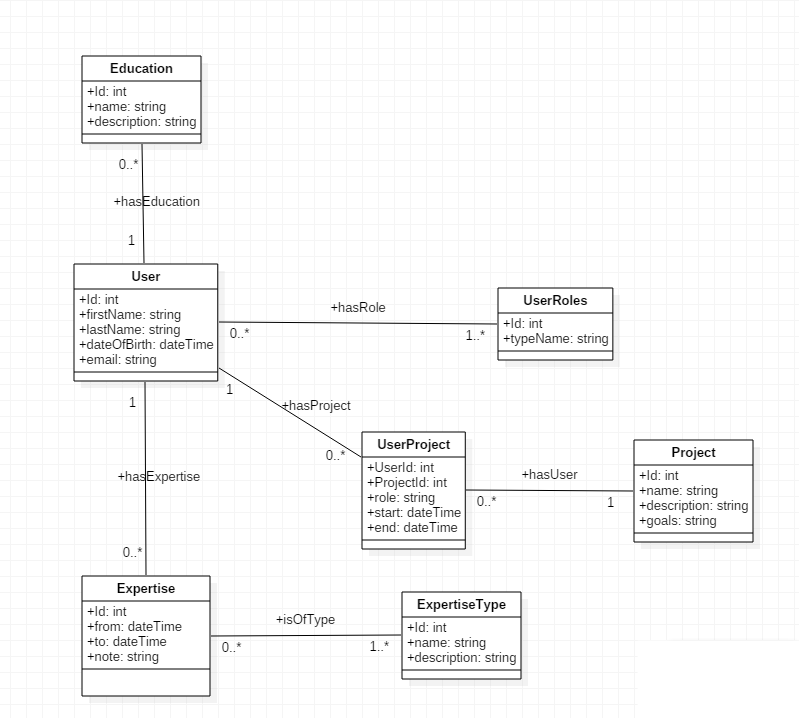 Education
+Id: int
+name: string
+description: string
0..*
+hasEducation
1
User
+Id: int
+firstName: string
+lastName: string
+dateOfBirth: dateTime
+email: string
+hasRole
0..*
1..*
UserRoles
+Id: int
+typeName: string
1
+hasProject
0..*
UserProject
+UserId: int
+ProjectId: int
+role: string
+start: dateTime
+end: dateTime
+hasUser
0..*
1
Project
+Id: int
+name: string
+description: string
+goals: string
1
+hasExpertise
0..*
Expertise
+Id: int
+from: dateTime
+to: dateTime
+note: string
+isOfType
0..*
1..*
ExpertiseType
+Id: int
+name: string
+description: string